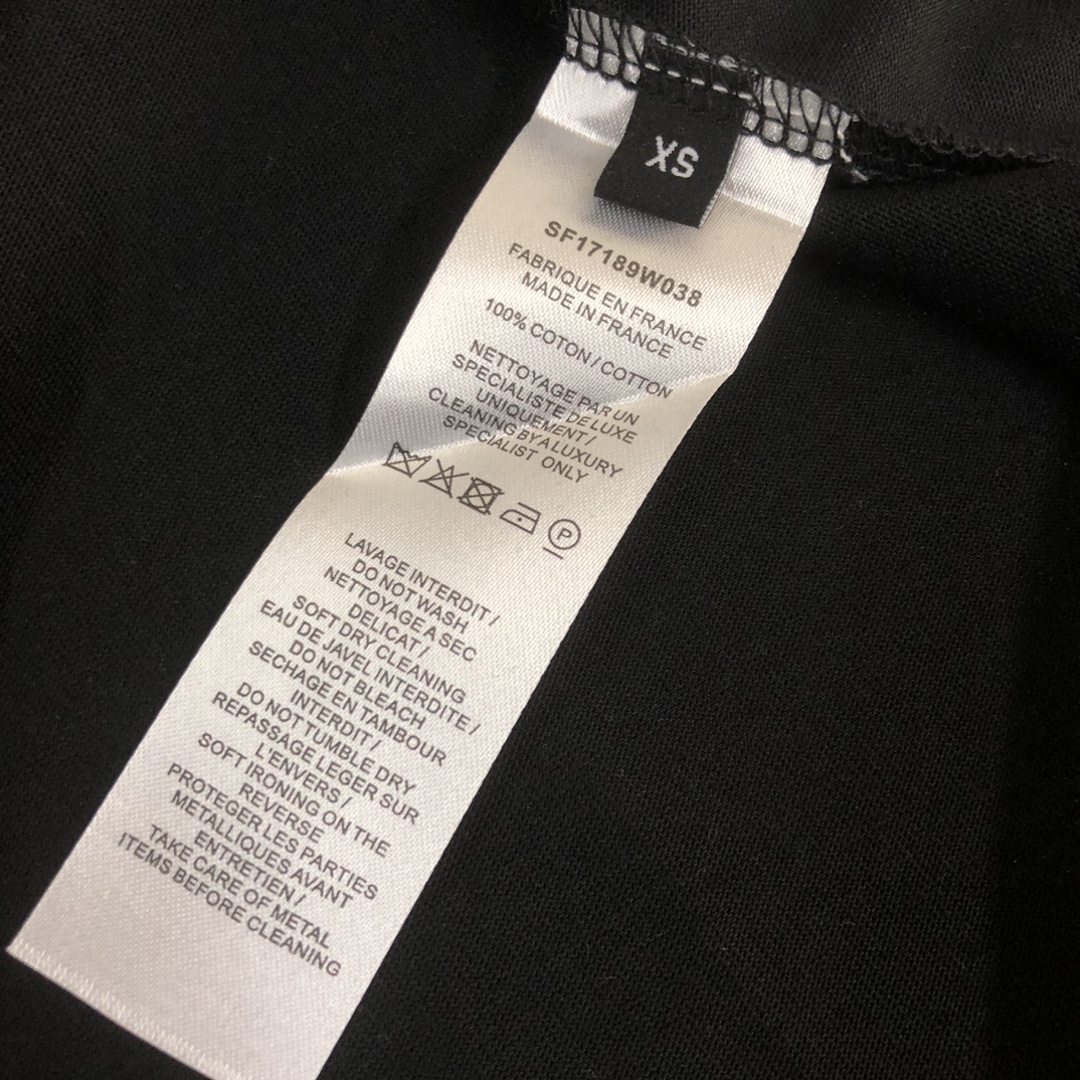 XS
SF17189W038
FABRIQUE EN FRANCE
MADE IN FRANCE
100% COTON / COTTON
NETTOYAGE PAR UN
SPECIALISTE DE LUXE
UNIQUEMENT /
CLEANING BY A LUXURY
SPECIALIST ONLY
P
LAVAGE INTERDIT /
DO NOT WASH
NETTOYAGE A SEC
DELICAT /
SOFT DRY CLEANING
EAU DE JAVEL INTERDITE /
DO NOT BLEACH
SECHAGE EN TAMBOUR
INTERDIT /
DO NOT TUMBLE DRY
REPASSAGE LEGER SUR
L'ENVERS /
SOFT IRONING ON THE
REVERSE
PROTEGER LES PARTIES
METALLIQUES AVANT
ENTRETIEN /
TAKE CARE OF METAL
ITEMS BEFORE CLEANING